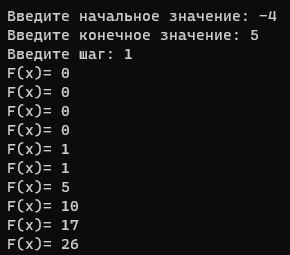 Введите начальное значение: -4
Введите конечное значение: 5
Введите шаг: 1
F(x)= 0
F(x)= 0
F(x)= 0
F(x)= 0
F(x)= 1
F(x)= 1
F(x)= 5
F(x)= 10
F(x)= 17
F(x)= 26